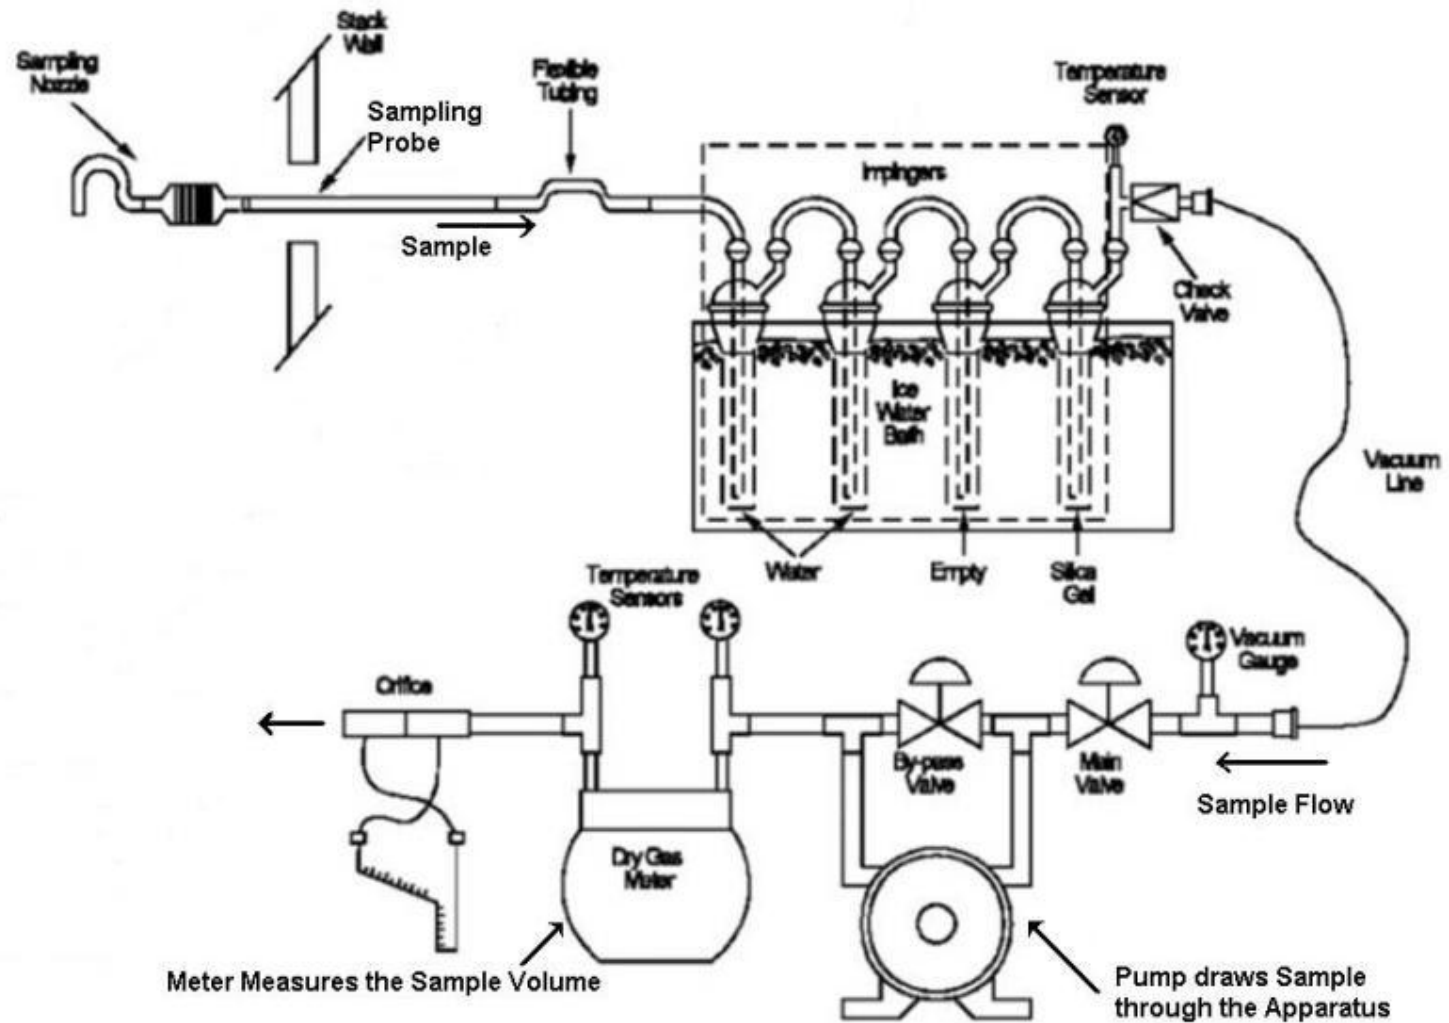 Stack
Wall
Sampling
Nozzle
Sampling
Probe
Flexible
Tubing
Temperature
Sensor
Impingers
Sample
Check
Valve
Ice
Water
Bath
Vacuum
Line
Water
Empty
Silica
Gel
Temperature
Sensors
Vacuum
Gauge
Orifice
By-pass
Valve
Main
Valve
Sample Flow
Dry Gas
Meter
Meter Measures the Sample Volume
Pump draws Sample
through the Apparatus